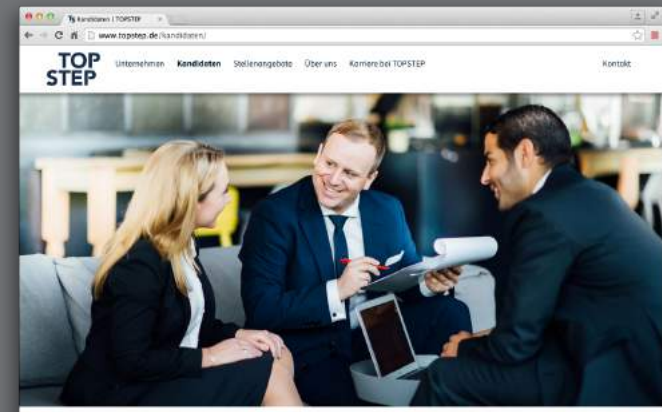 Kandidaten | TOPSTEP
www.topstep.de/kandidaten/
TOP
STEP
Unternehmen Kandidaten Stellenangebote Über uns Karriere bei TOPSTEP Kontakt